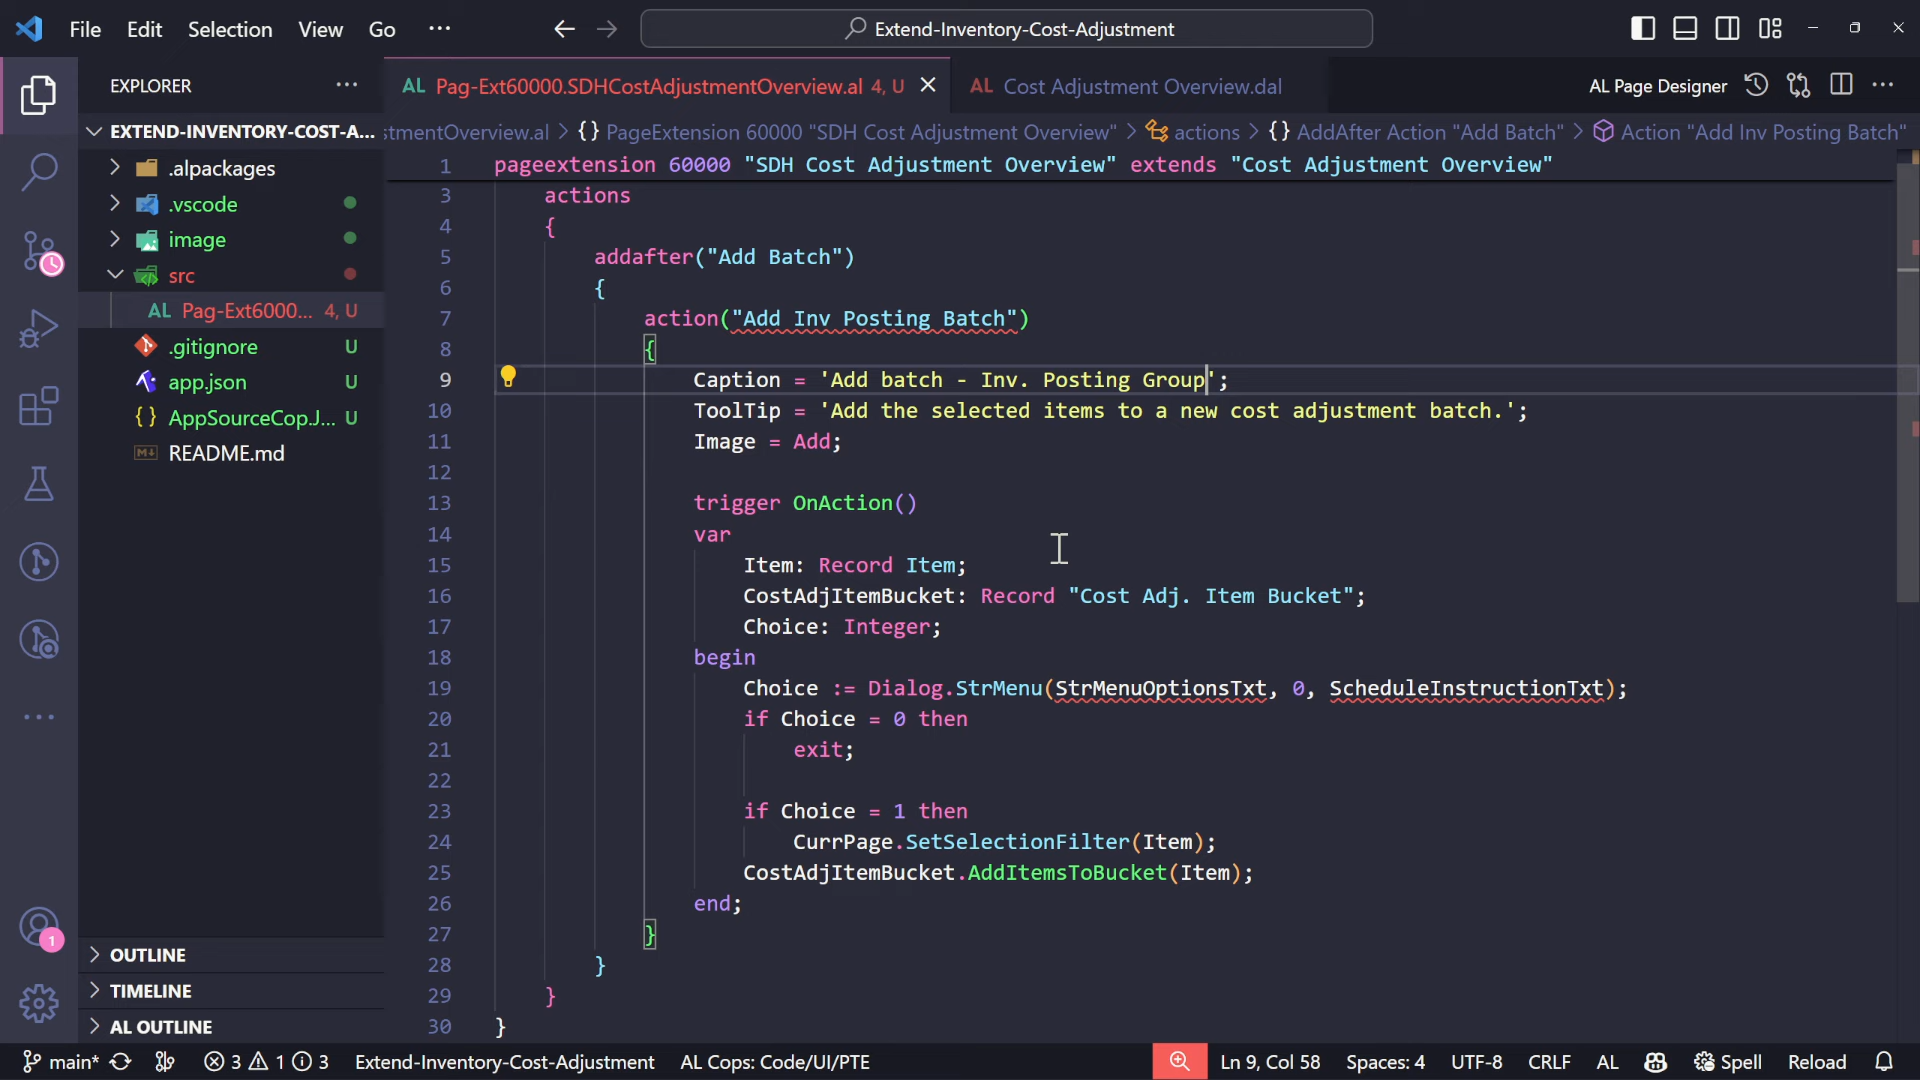 File Edit Selection View Go ···
Extend-Inventory-Cost-Adjustment
EXPLORER ···
AL Pag-Ext60000.SDHCostAdjustmentOverview.al 4, U
AL Cost Adjustment Overview.dal
AL Page Designer
EXTEND-INVENTORY-COST-A...
stmentOverview.al > {} PageExtension 60000 "SDH Cost Adjustment Overview" > actions > {} AddAfter Action "Add Batch" > Action "Add Inv Posting Batch"
.alpackages
.vscode
image
src
AL Pag-Ext6000... 4, U
.gitignore U
app.json U
{} AppSourceCop.J... U
README.md
OUTLINE
TIMELINE
AL OUTLINE
1 pageextension 60000 "SDH Cost Adjustment Overview" extends "Cost Adjustment Overview"
3 actions
4 {
5 addafter("Add Batch")
6 {
7 action("Add Inv Posting Batch")
8 {
9 Caption = 'Add batch - Inv. Posting Group';
10 ToolTip = 'Add the selected items to a new cost adjustment batch.';
11 Image = Add;
12
13 trigger OnAction()
14 var
15 Item: Record Item;
16 CostAdjItemBucket: Record "Cost Adj. Item Bucket";
17 Choice: Integer;
18 begin
19 Choice := Dialog.StrMenu(StrMenuOptionsTxt, 0, ScheduleInstructionTxt);
20 if Choice = 0 then
21 exit;
22
23 if Choice = 1 then
24 CurrPage.SetSelectionFilter(Item);
25 CostAdjItemBucket.AddItemsToBucket(Item);
26 end;
27 }
28 }
29 }
30 }
1
main* 3 1 3 Extend-Inventory-Cost-Adjustment AL Cops: Code/UI/PTE Ln 9, Col 58 Spaces: 4 UTF-8 CRLF AL Spell Reload